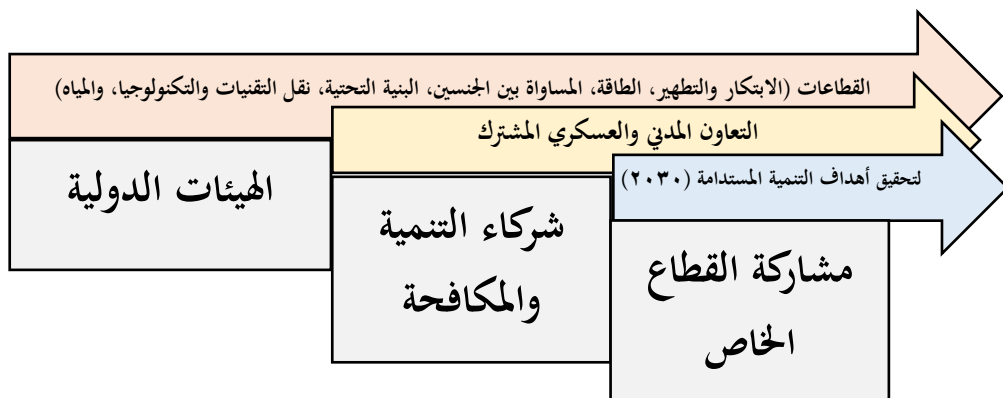 القطاعات (الابتكار والتطهير، الطاقة، المساواة بين الجنسين، البنية التحتية، نقل التقنيات والتكنولوجيا، والمياه)
التعاون المدني والعسكري المشترك
لتحقيق أهداف التنمية المستدامة (٢٠٣٠)
الهيئات الدولية
شركاء التنمية
والمكافحة
مشاركة القطاع
الخاص